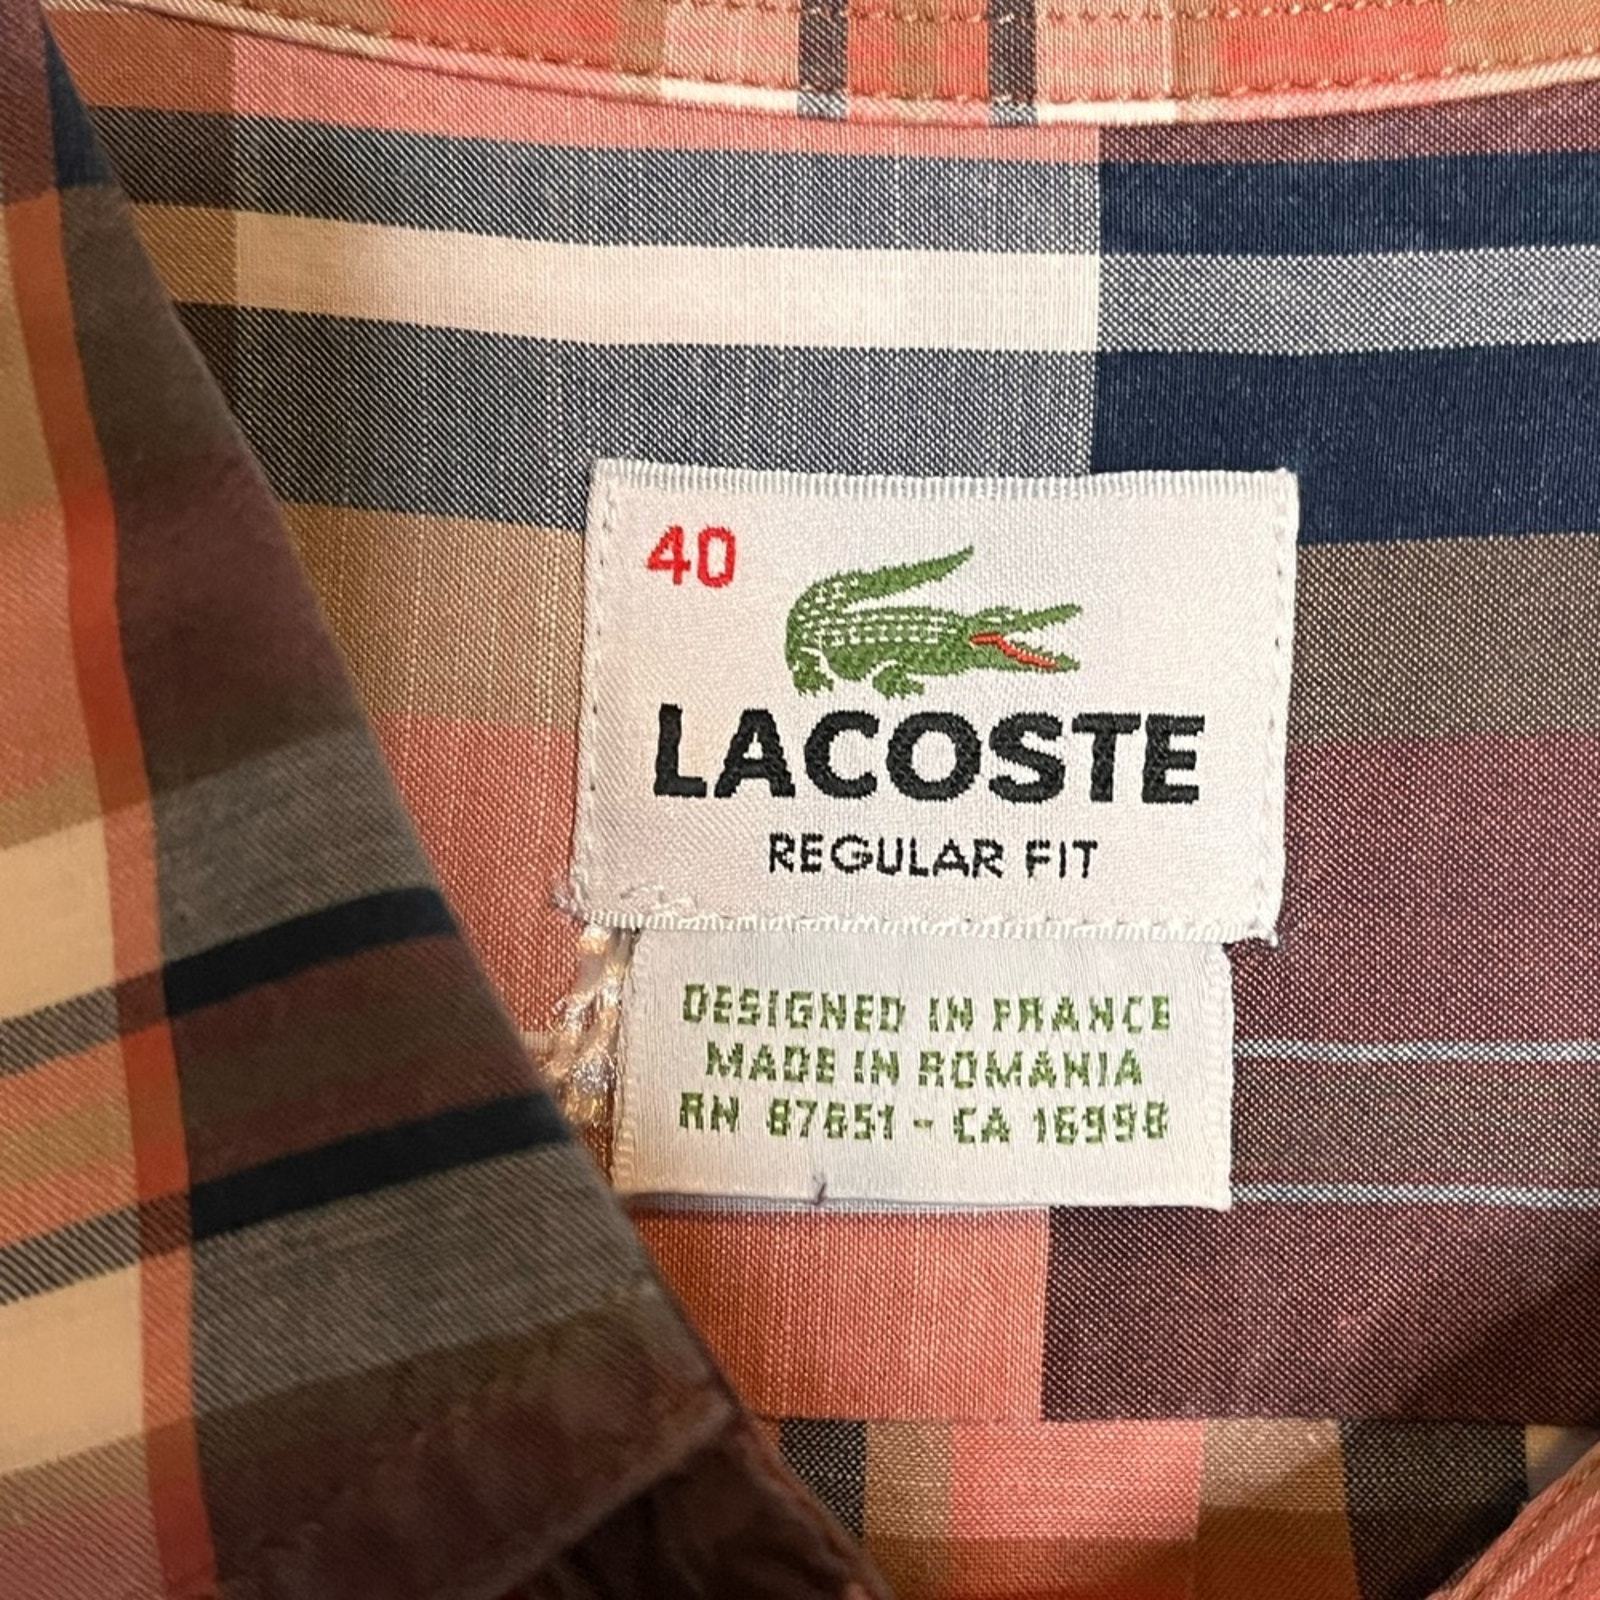 40
LACOSTE
REGULAR FIT
DESIGNED IN FRANCE
MADE IN ROMANIA
RN 87651 - CA 16998